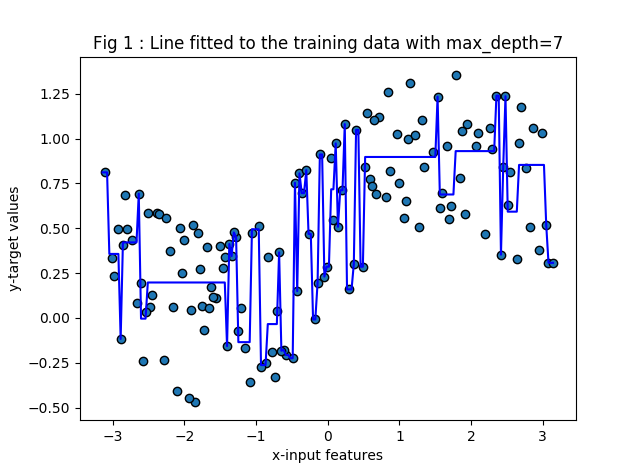 Fig 1 : Line fitted to the training data with max_depth=7
1.25
1.00
0.75
0.50
0.25
0.00
−0.25
−0.50
−3 −2 −1 0 1 2 3
y-target values
x-input features